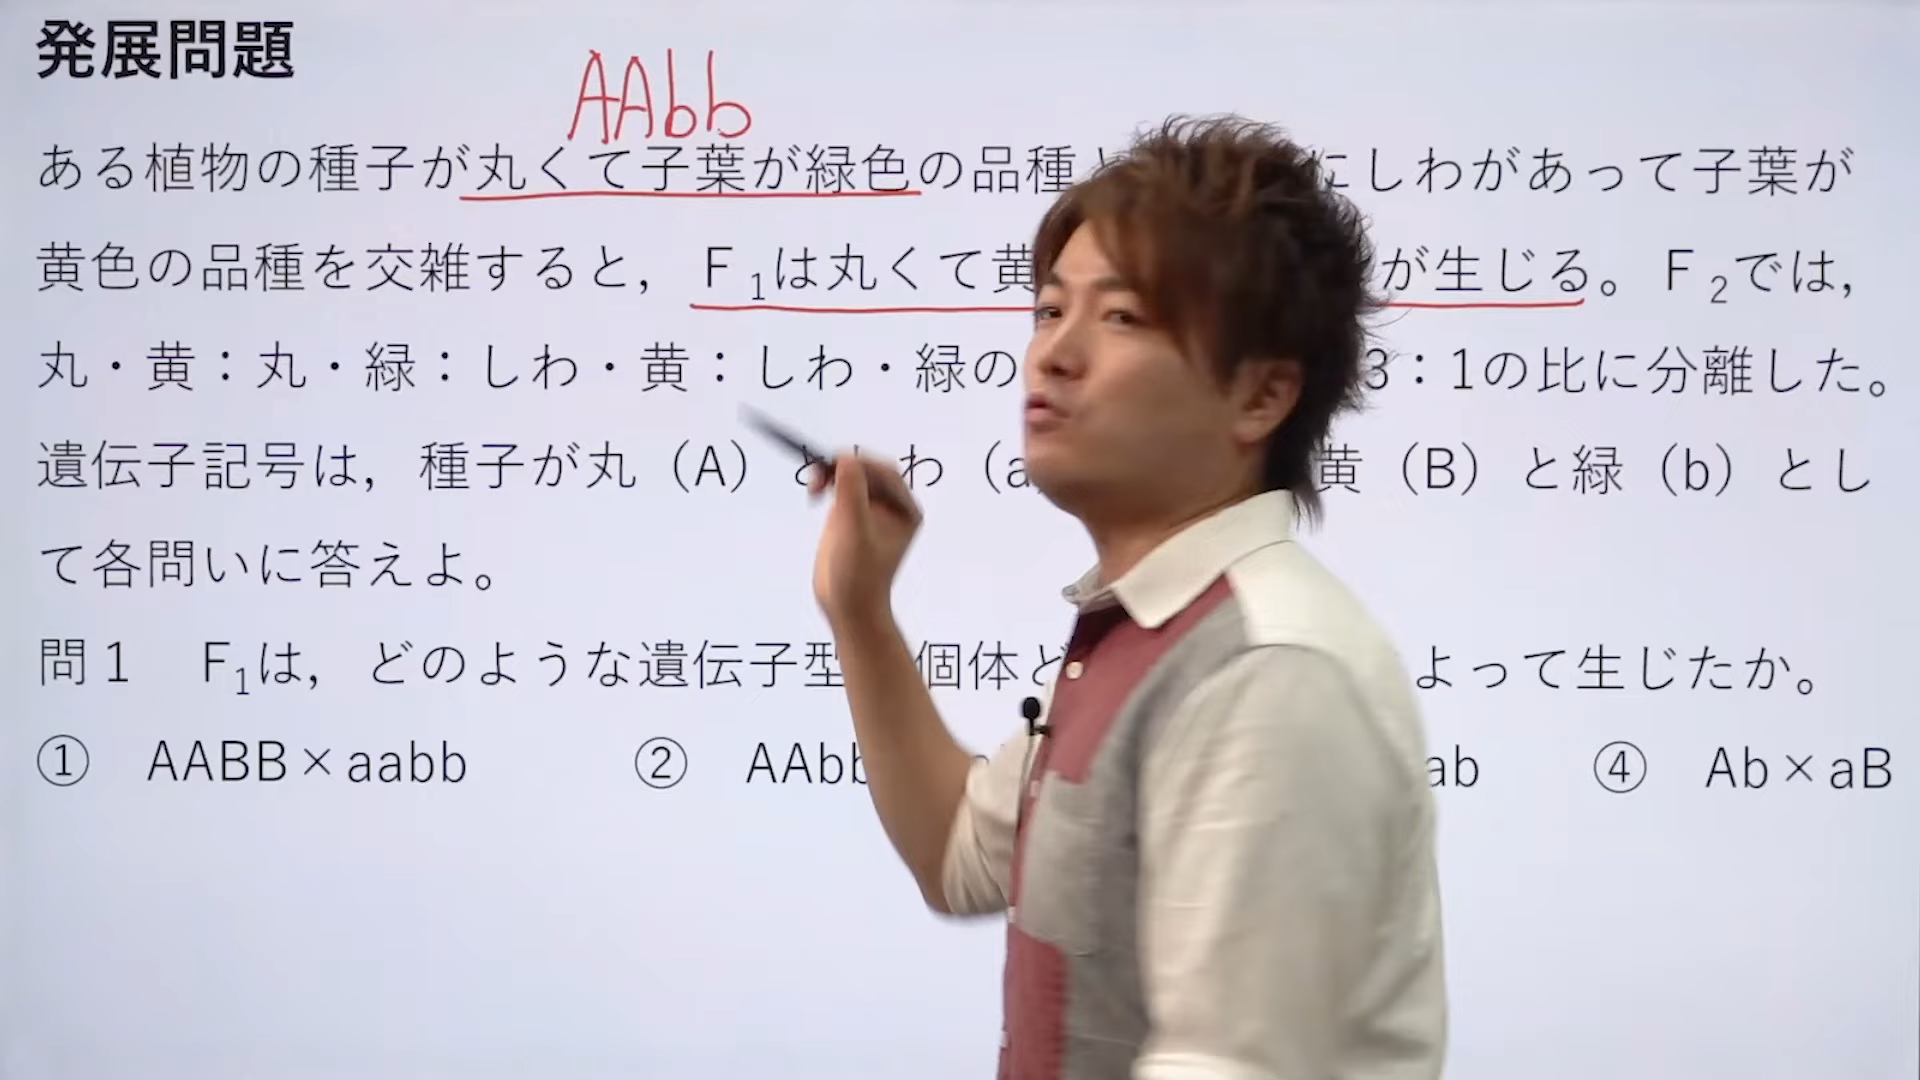 発展問題
AAbb
ある植物の種子が丸くて子葉が緑色の品種 にしわがあって子葉が
黄色の品種を交雑すると，F₁は丸くて黄 が生じる。F₂では，
丸・黄：丸・緑：しわ・黄：しわ・緑の 3：1の比に分離した。
遺伝子記号は，種子が丸（A） わ（a 黄（B）と緑（b）とし
て各問いに答えよ。
問１　F₁は，どのような遺伝子型 個体 よって生じたか。
①　AABB×aabb　②　AAbb ab　④　Ab×aB